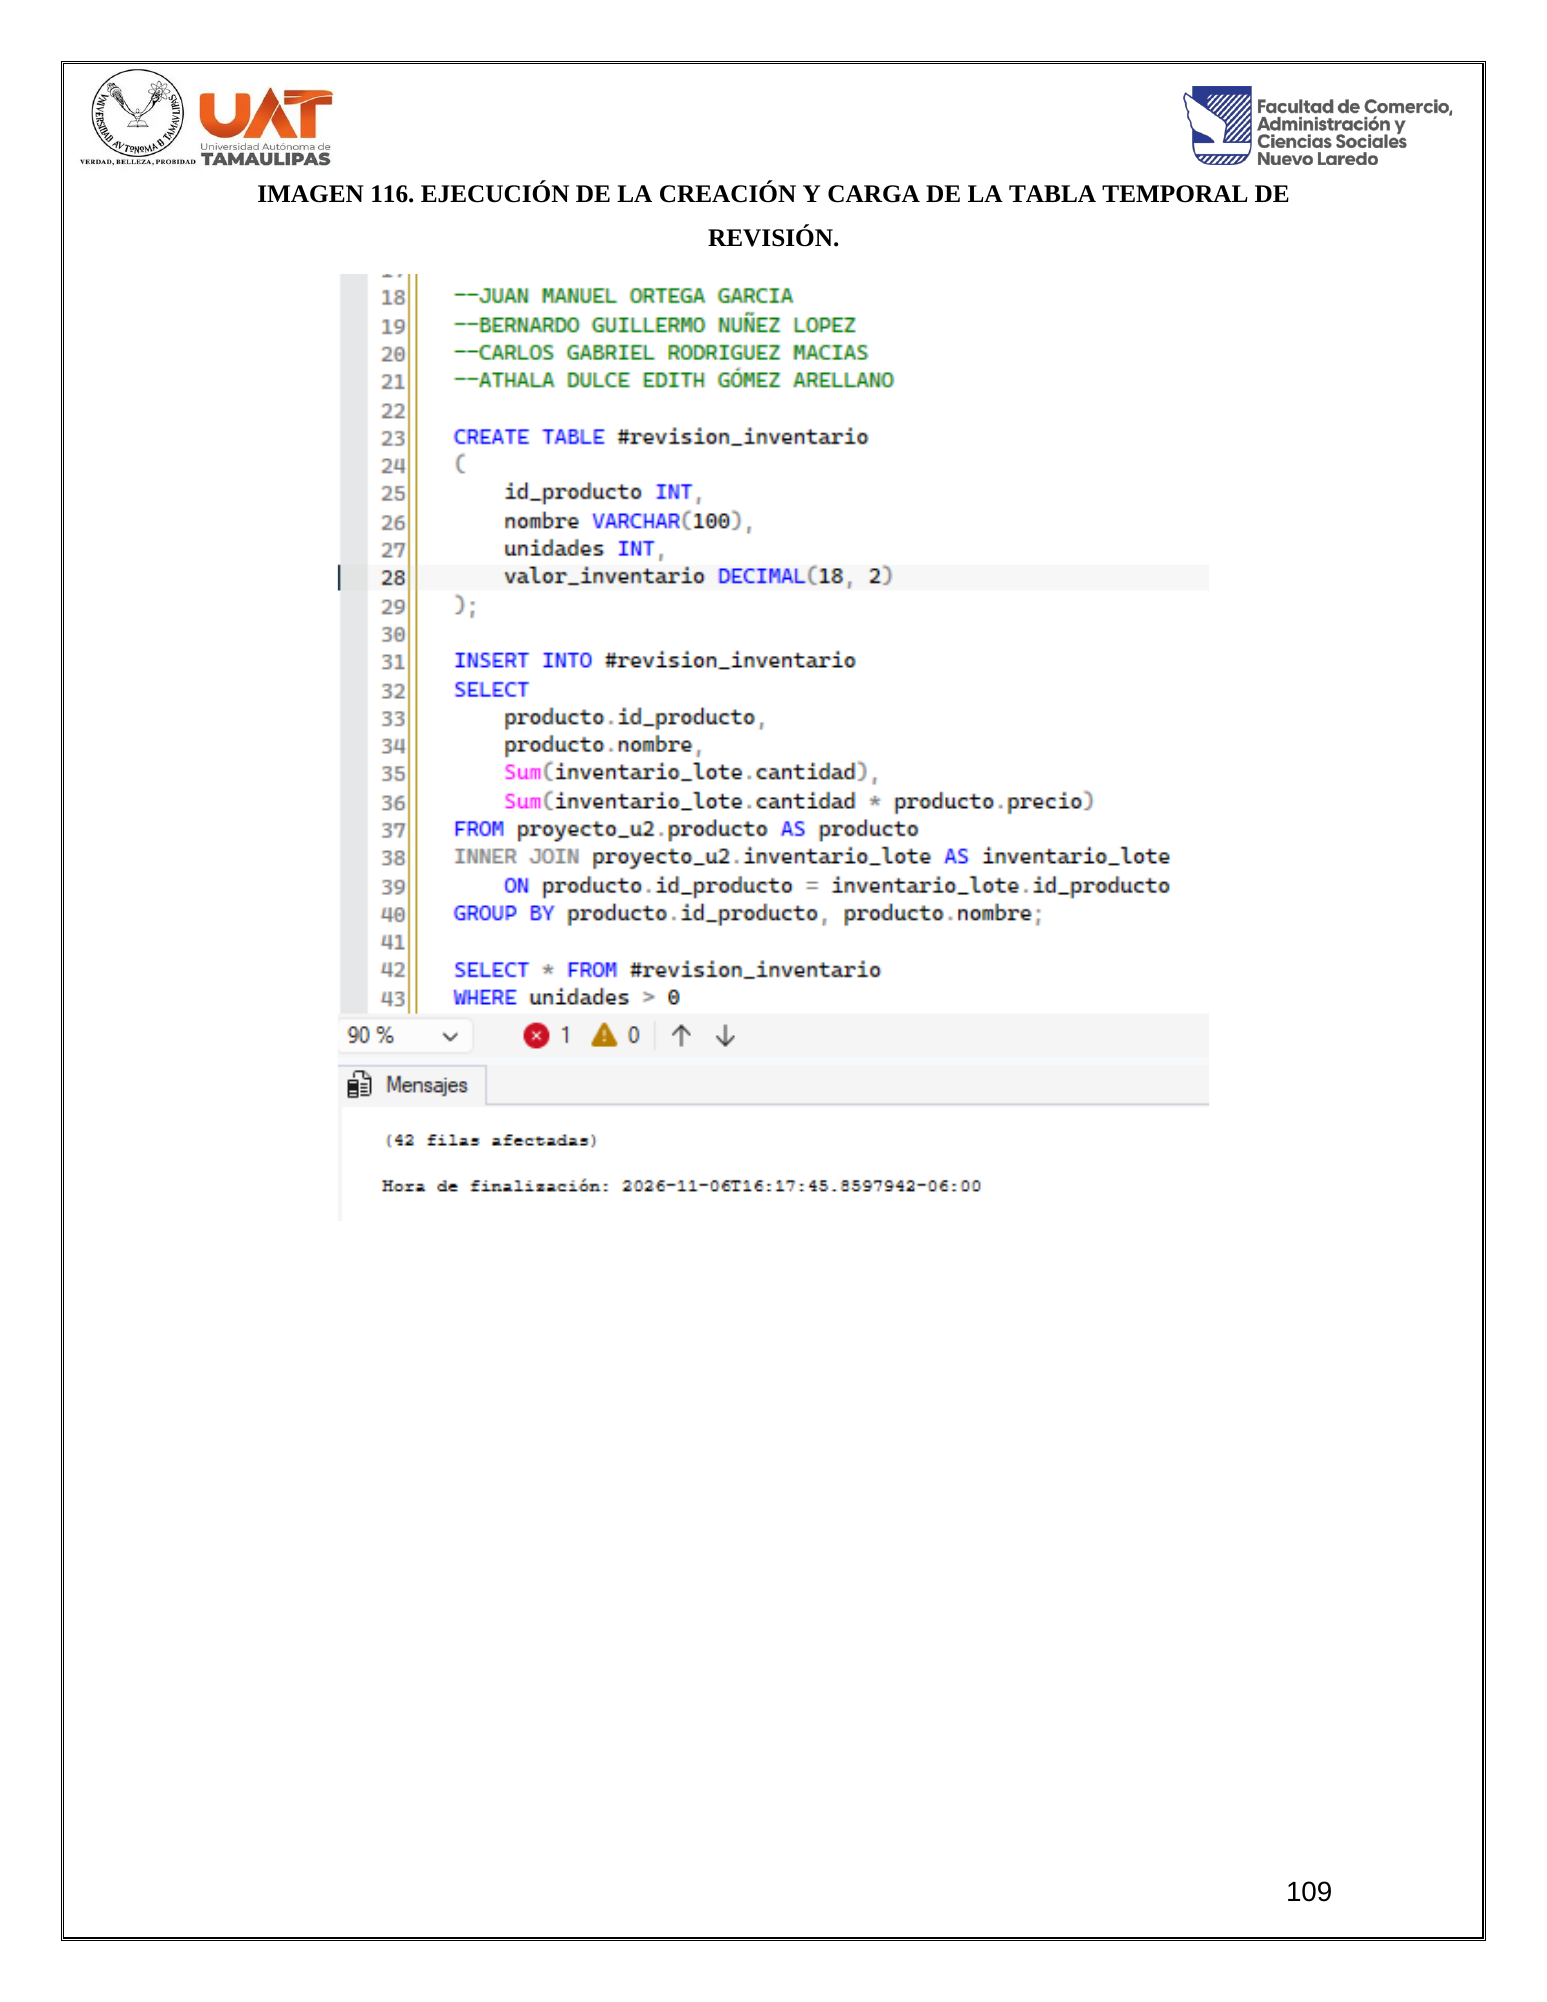 VNIVERSIDAD AVTONOMA D TAMAVLIPAS
VERDAD, BELLEZA, PROBIDAD
UAT
Universidad Autónoma de
TAMAULIPAS
Facultad de Comercio,
Administración y
Ciencias Sociales
Nuevo Laredo
IMAGEN 116. EJECUCIÓN DE LA CREACIÓN Y CARGA DE LA TABLA TEMPORAL DE
REVISIÓN.
18 --JUAN MANUEL ORTEGA GARCIA
19 --BERNARDO GUILLERMO NUÑEZ LOPEZ
20 --CARLOS GABRIEL RODRIGUEZ MACIAS
21 --ATHALA DULCE EDITH GÓMEZ ARELLANO
22
23 CREATE TABLE #revision_inventario
24 (
25 id_producto INT,
26 nombre VARCHAR(100),
27 unidades INT,
28 valor_inventario DECIMAL(18, 2)
29 );
30
31 INSERT INTO #revision_inventario
32 SELECT
33 producto.id_producto,
34 producto.nombre,
35 Sum(inventario_lote.cantidad),
36 Sum(inventario_lote.cantidad * producto.precio)
37 FROM proyecto_u2.producto AS producto
38 INNER JOIN proyecto_u2.inventario_lote AS inventario_lote
39 ON producto.id_producto = inventario_lote.id_producto
40 GROUP BY producto.id_producto, producto.nombre;
41
42 SELECT * FROM #revision_inventario
43 WHERE unidades > 0
90 % 1 0
Mensajes
(42 filas afectadas)
Hora de finalización: 2026-11-06T16:17:45.8597942-06:00
109